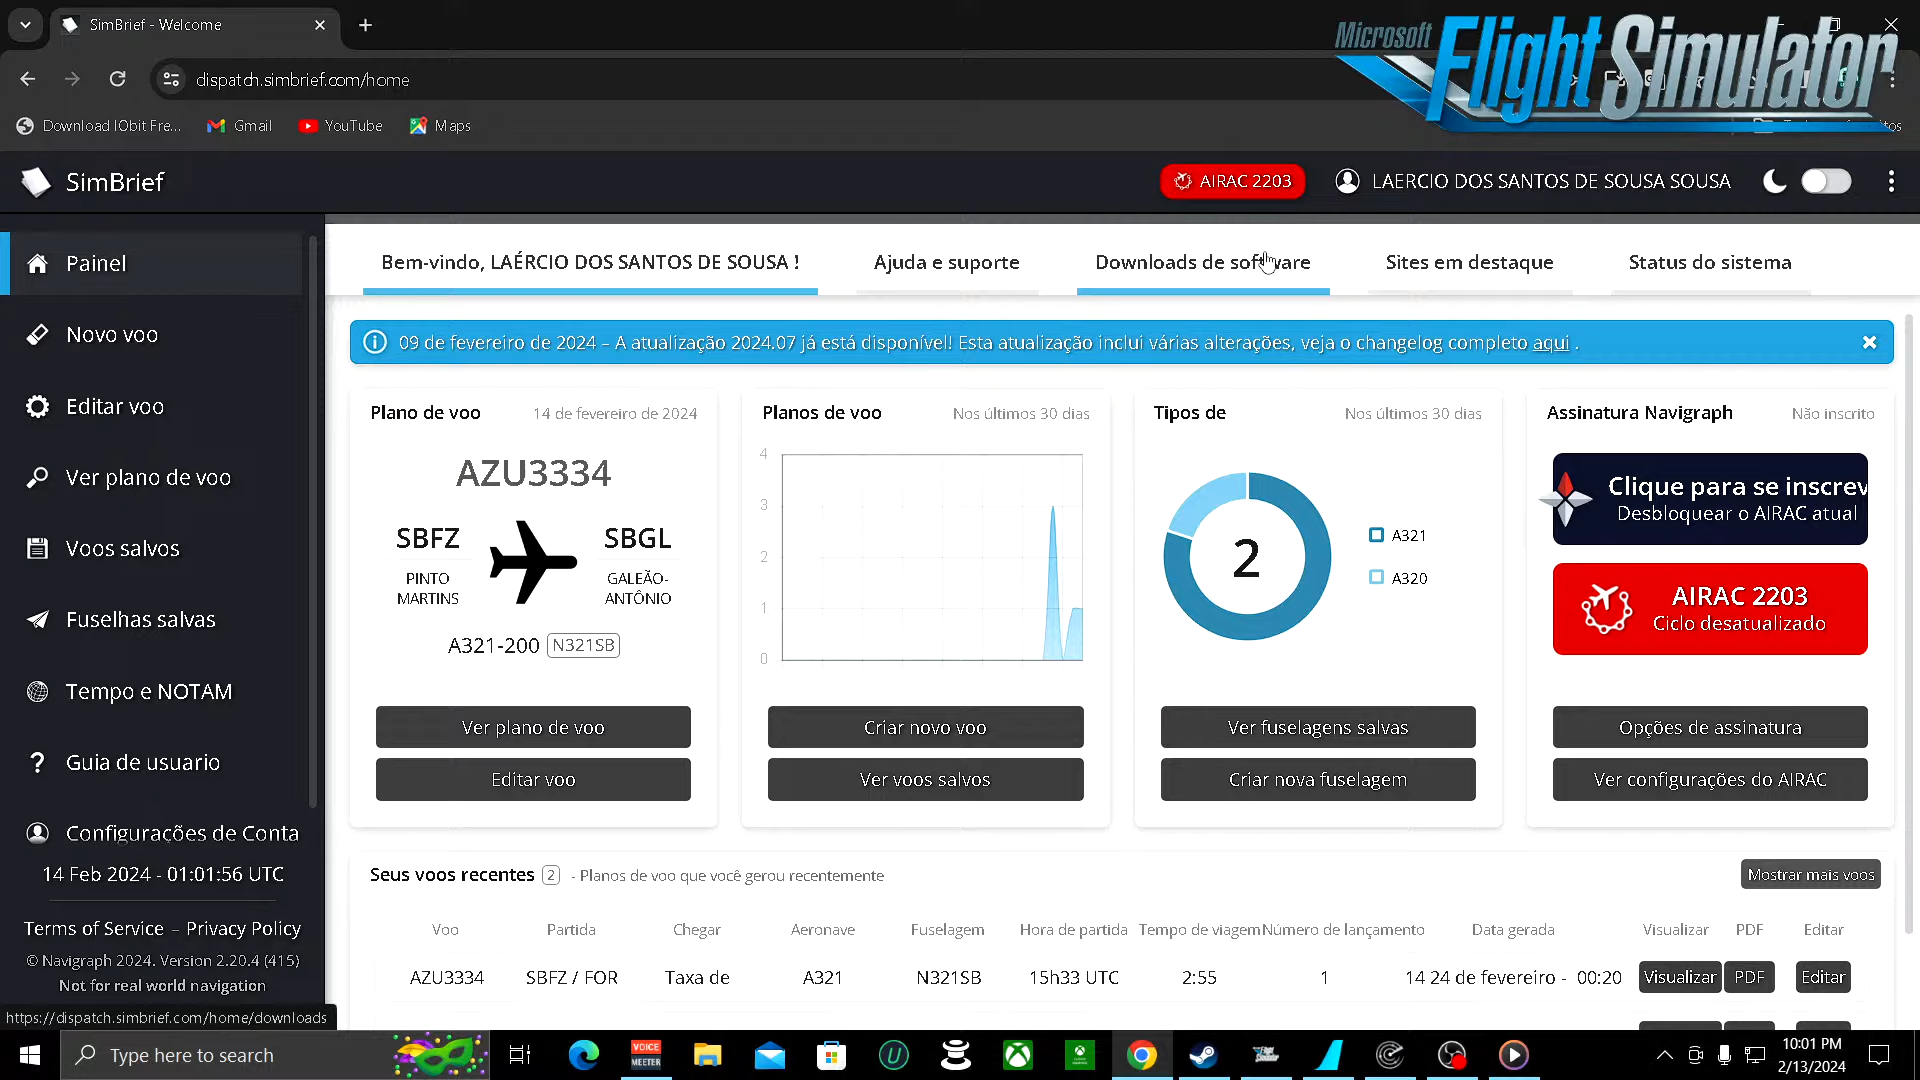 SimBrief - Welcome
Microsoft
Flight Simulator
dispatch.simbrief.com/home
Download IObit Fre...
Gmail
YouTube
Maps
SimBrief
AIRAC 2203
LAERCIO DOS SANTOS DE SOUSA SOUSA
Painel
Novo voo
Editar voo
Ver plano de voo
Voos salvos
Fuselhas salvas
Tempo e NOTAM
Guia de usuario
Configurações de Conta
14 Feb 2024 - 01:01:56 UTC
Terms of Service – Privacy Policy
© Navigraph 2024. Version 2.20.4 (415)
Not for real world navigation
https://dispatch.simbrief.com/home/downloads
Bem-vindo, LAÉRCIO DOS SANTOS DE SOUSA !
Ajuda e suporte
Downloads de software
Sites em destaque
Status do sistema
09 de fevereiro de 2024 – A atualização 2024.07 já está disponível! Esta atualização inclui várias alterações, veja o changelog completo aqui .
Plano de voo
14 de fevereiro de 2024
AZU3334
SBFZ
SBGL
PINTO
MARTINS
GALEÃO-
ANTÔNIO
A321-200 N321SB
Ver plano de voo
Editar voo
Planos de voo
Nos últimos 30 dias
4
3
2
1
0
Criar novo voo
Ver voos salvos
Tipos de
Nos últimos 30 dias
2
A321
A320
Ver fuselagens salvas
Criar nova fuselagem
Assinatura Navigraph
Não inscrito
Clique para se inscrev
Desbloquear o AIRAC atual
AIRAC 2203
Ciclo desatualizado
Opções de assinatura
Ver configurações do AIRAC
Seus voos recentes 2 - Planos de voo que você gerou recentemente
Mostrar mais voos
Voo Partida Chegar Aeronave Fuselagem Hora de partida Tempo de viagem Número de lançamento Data gerada Visualizar PDF Editar
AZU3334 SBFZ / FOR Taxa de A321 N321SB 15h33 UTC 2:55 1 14 24 de fevereiro - 00:20 Visualizar PDF Editar
Type here to search
VOICE
MEETER
10:01 PM
2/13/2024